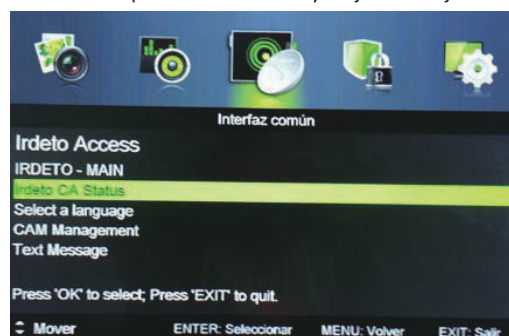 Interfaz común
Irdeto Access
IRDETO - MAIN
Irdeto CA Status
Select a language
CAM Management
Text Message
Press 'OK' to select; Press 'EXIT' to quit.
Mover ENTER: Seleccionar MENU: Volver EXIT: Salir